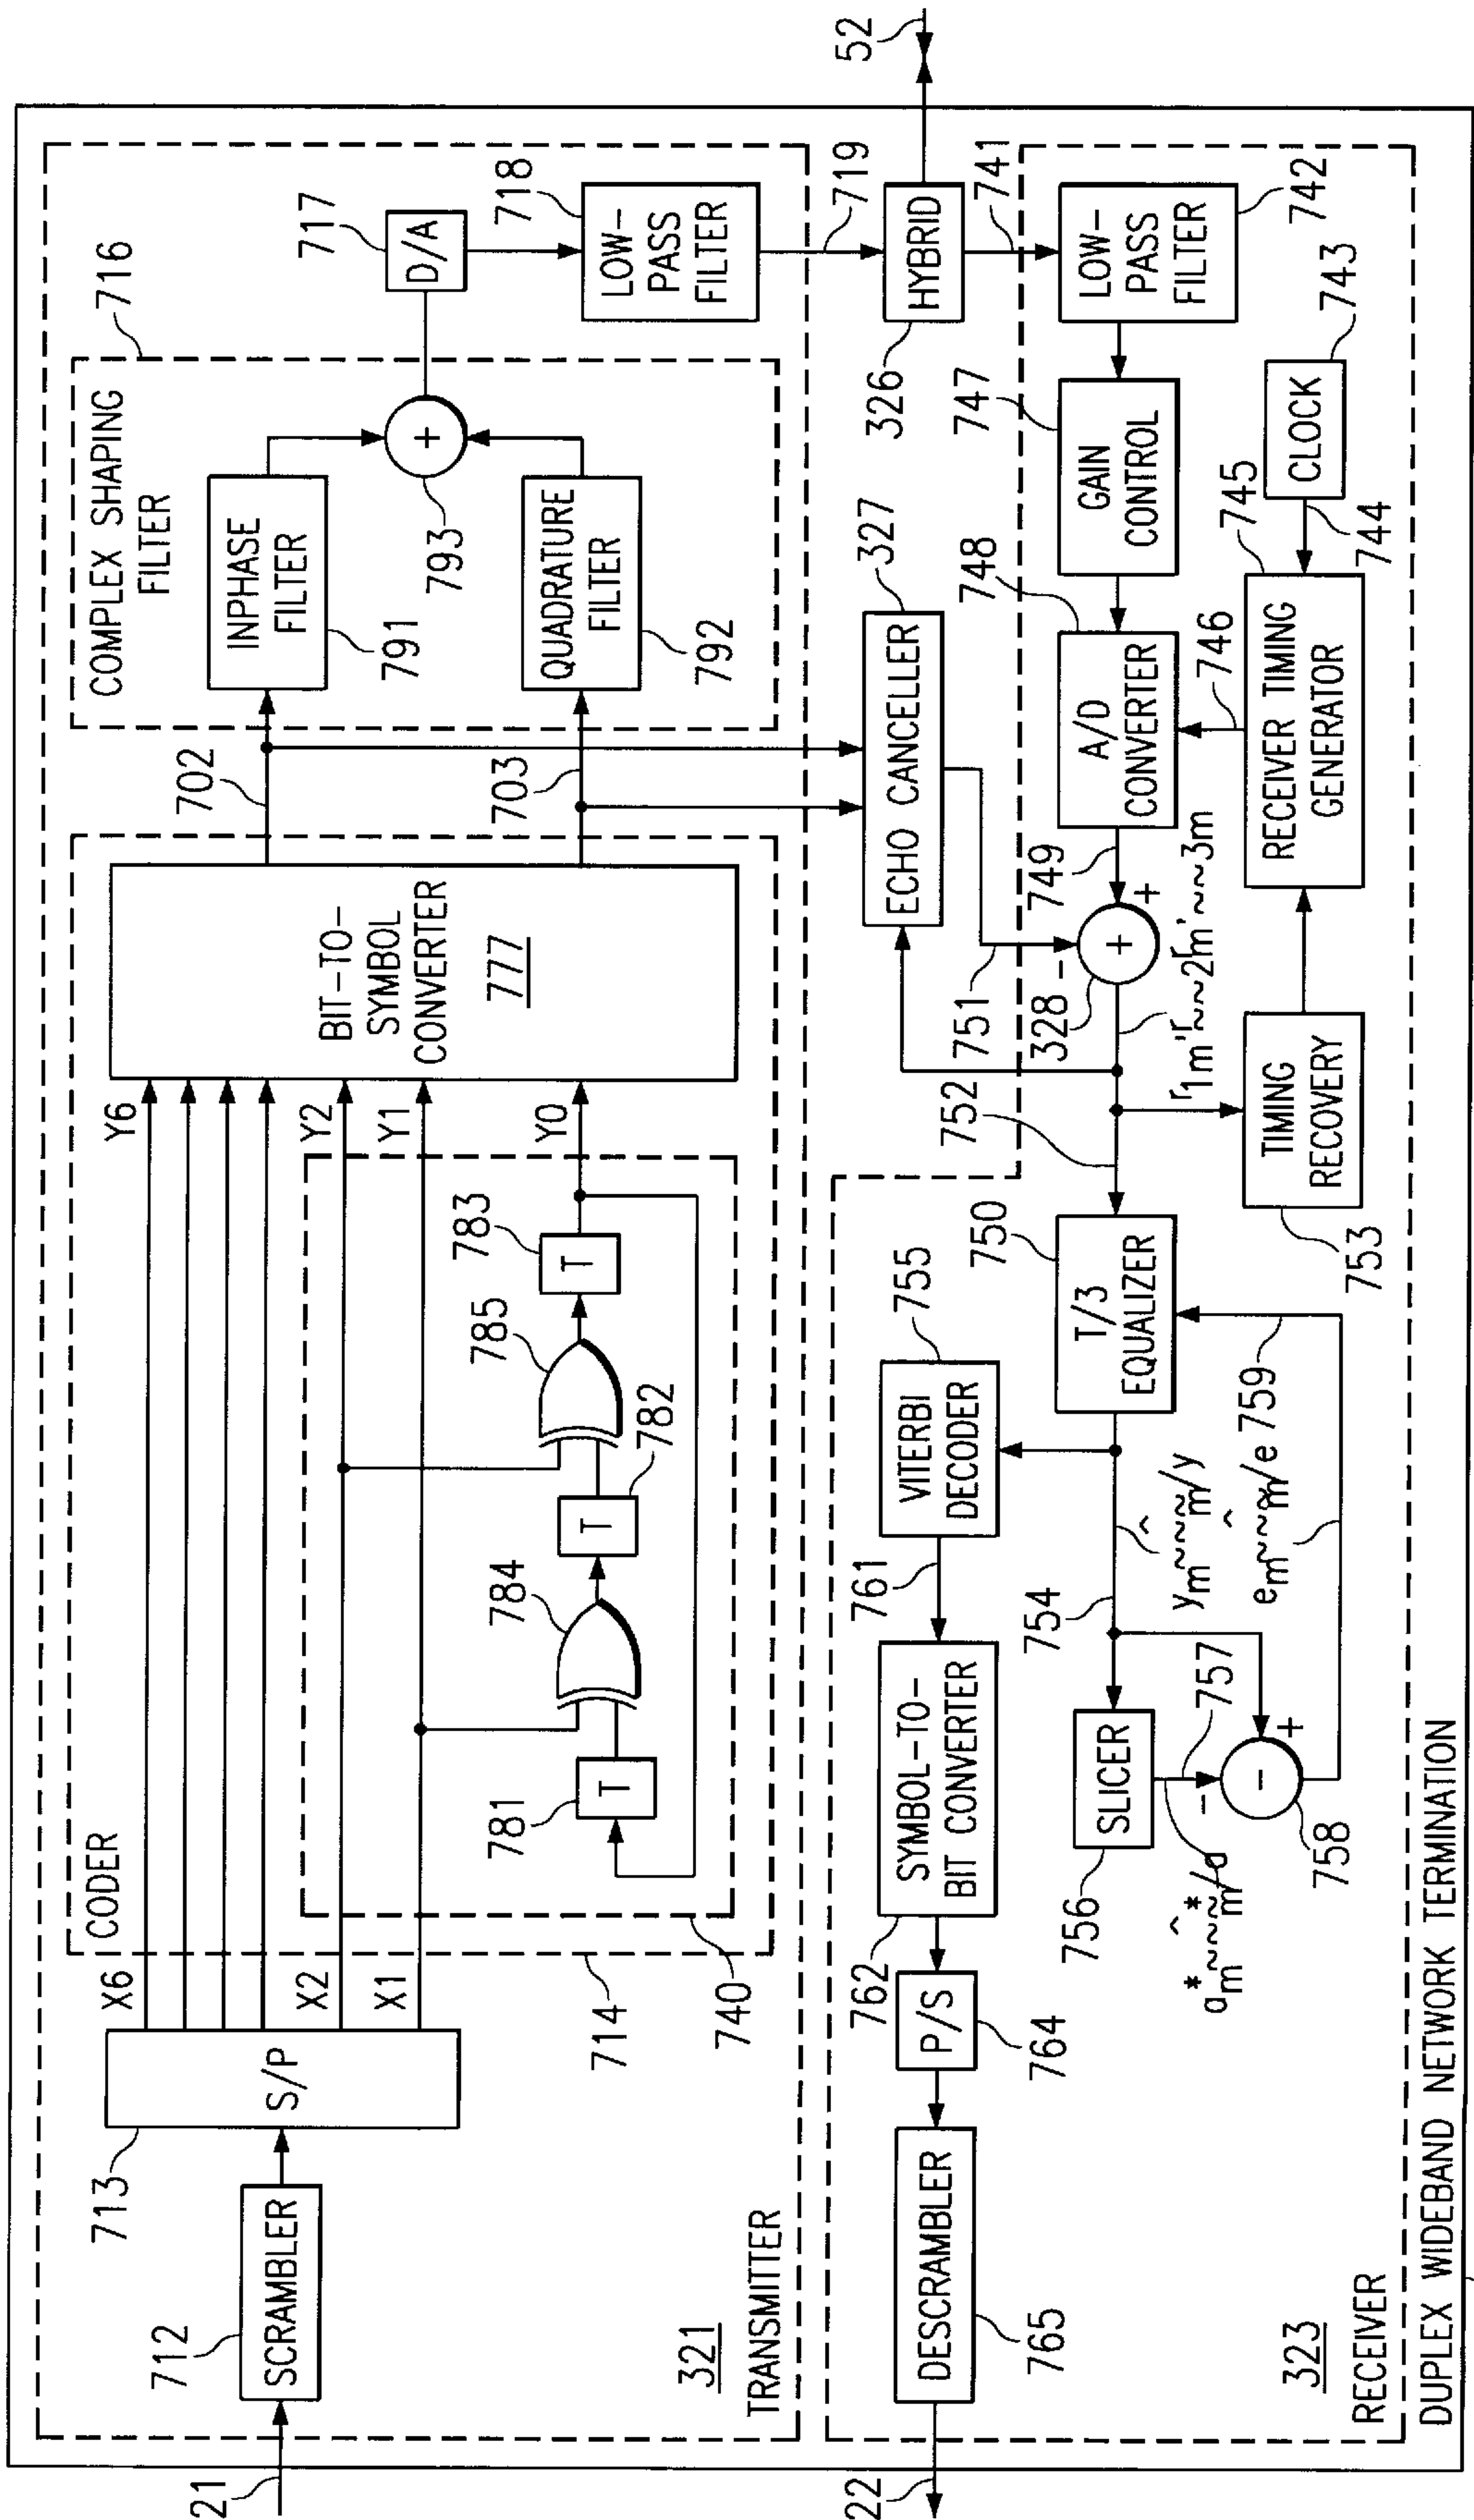 21
712
SCRAMBLER
713
S/P
X6
X2
X1
CODER
714
740
Y6
Y2
Y1
Y0
781
T
784
782
T
785
783
T
BIT-TO-
SYMBOL
CONVERTER
777
702
703
COMPLEX SHAPING
FILTER
716
INPHASE
FILTER
791
QUADRATURE
FILTER
792
+
793
717
D/A
718
LOW-
PASS
FILTER
719
321
TRANSMITTER
HYBRID
326
52
741
ECHO CANCELLER
327
LOW-
PASS
FILTER
742
747
GAIN
CONTROL
748
A/D
CONVERTER
CLOCK
743
744
745
RECEIVER TIMING
GENERATOR
746
749
+
+
-
328
751
752
TIMING
RECOVERY
753
750
T/3
EQUALIZER
755
VITERBI
DECODER
761
754
759
SLICER
756
757
-
-
+
758
SYMBOL-TO-
BIT CONVERTER
762
P/S
764
DESCRAMBLER
765
22
323
RECEIVER
DUPLEX WIDEBAND NETWORK TERMINATION